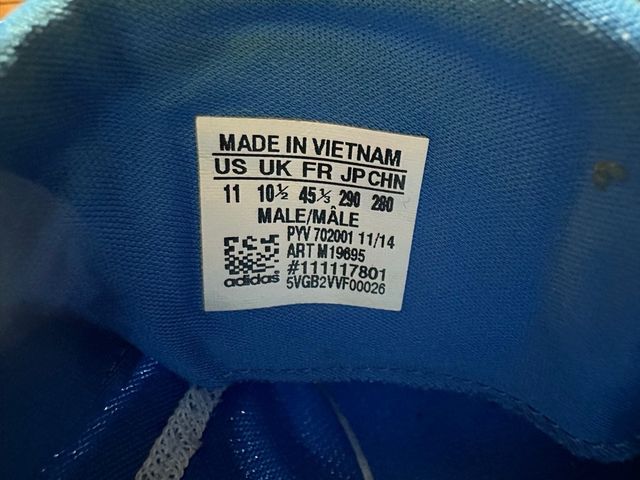 MADE IN VIETNAM
US UK FR JP CHN
11 10½ 45⅓ 290 280
MALE/MÂLE
PYV 702001 11/14
ART M19695
#111117801
adidas 5VGB2VVF00026